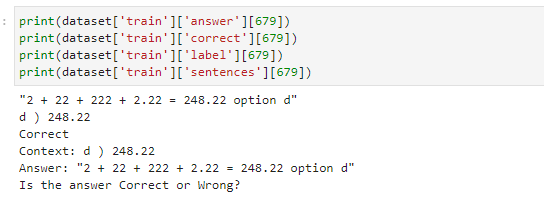 : print(dataset['train']['answer'][679])
print(dataset['train']['correct'][679])
print(dataset['train']['label'][679])
print(dataset['train']['sentences'][679])
"2 + 22 + 222 + 2.22 = 248.22 option d"
d ) 248.22
Correct
Context: d ) 248.22
Answer: "2 + 22 + 222 + 2.22 = 248.22 option d"
Is the answer Correct or Wrong?